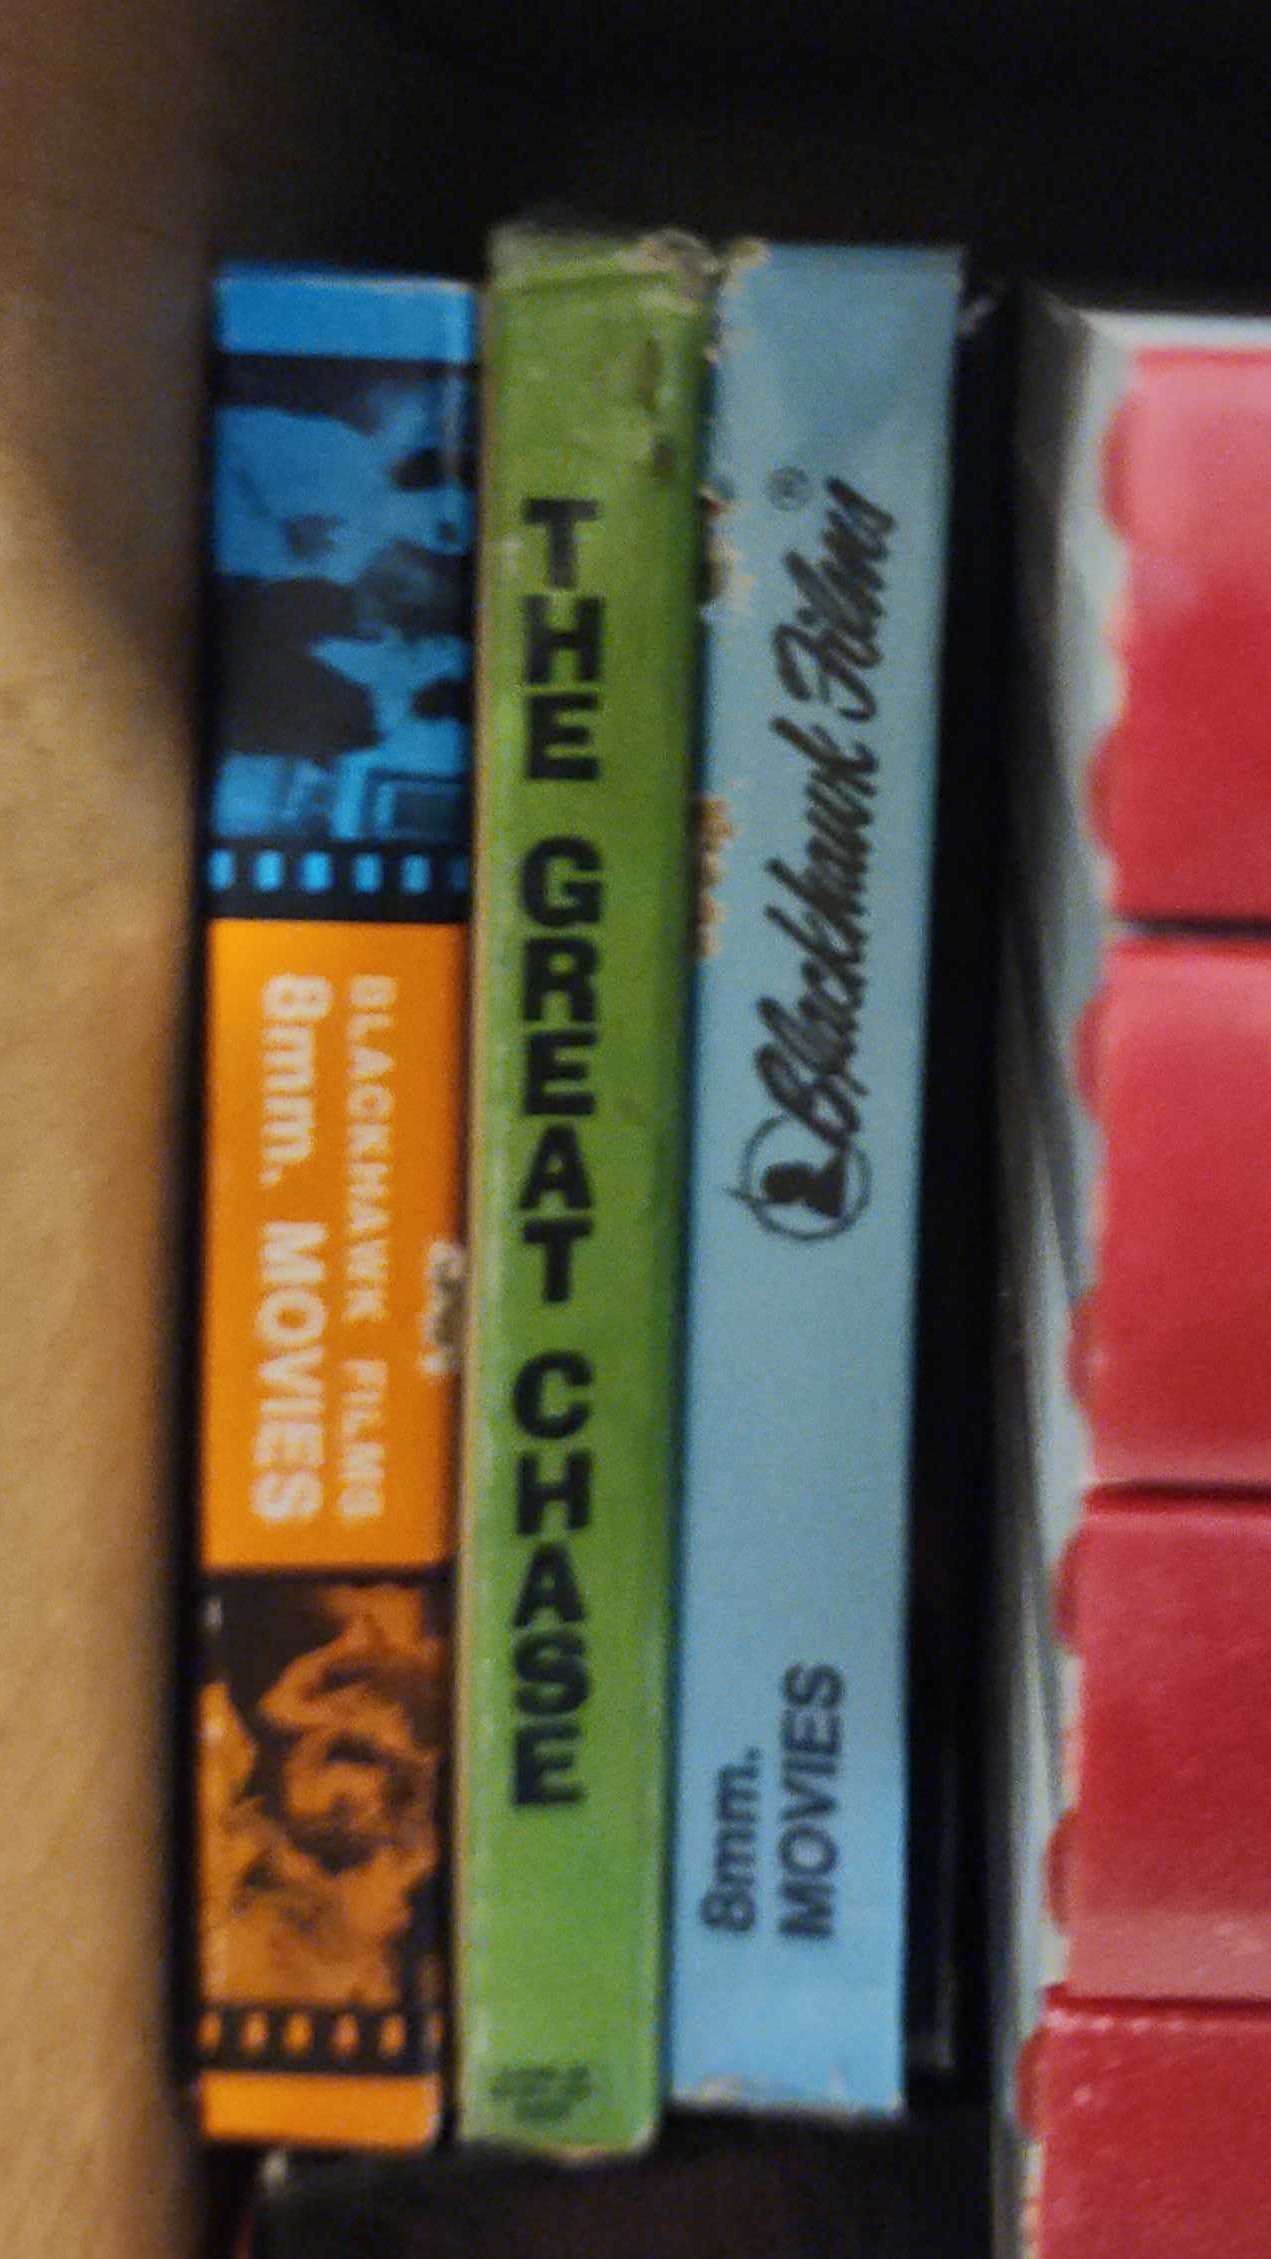 BLACKHAWK FILMS
8mm. MOVIES
THE GREAT CHASE
Blackhawk Films®
8mm.
MOVIES